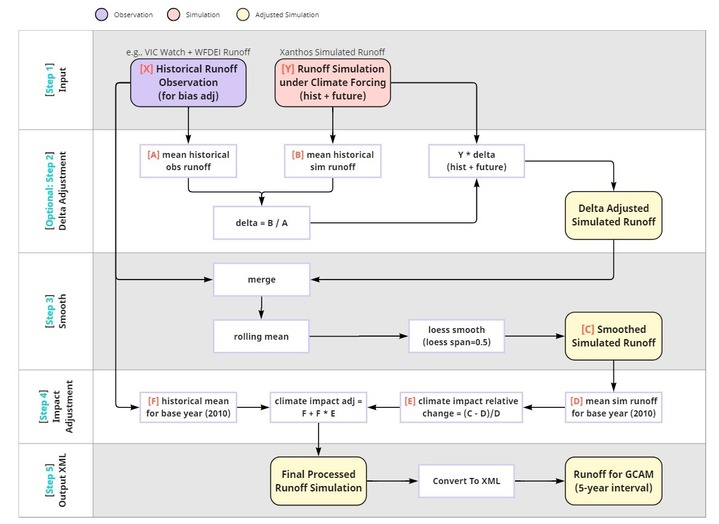 Observation
Simulation
Adjusted Simulation
[Step 1]
Input
e.g., VIC Watch + WFDEI Runoff
[X] Historical Runoff
Observation
(for bias adj)
Xanthos Simulated Runoff
[Y] Runoff Simulation
under Climate Forcing
(hist + future)
[Optional: Step 2]
Delta Adjustment
[A] mean historical
obs runoff
[B] mean historical
sim runoff
Y * delta
(hist + future)
delta = B / A
Delta Adjusted
Simulated Runoff
[Step 3]
Smooth
merge
rolling mean
loess smooth
(loess span=0.5)
[C] Smoothed
Simulated Runoff
[Step 4]
Impact
Adjustment
[F] historical mean
for base year (2010)
climate impact adj =
F + F * E
[E] climate impact relative
change = (C - D)/D
[D] mean sim runoff
for base year (2010)
[Step 5]
Output XML
Final Processed
Runoff Simulation
Convert To XML
Runoff for GCAM
(5-year interval)